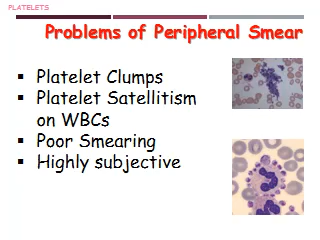 PLATELETS
Problems of Peripheral Smear
▪ Platelet Clumps
▪ Platelet Satellitism
on WBCs
▪ Poor Smearing
▪ Highly subjective